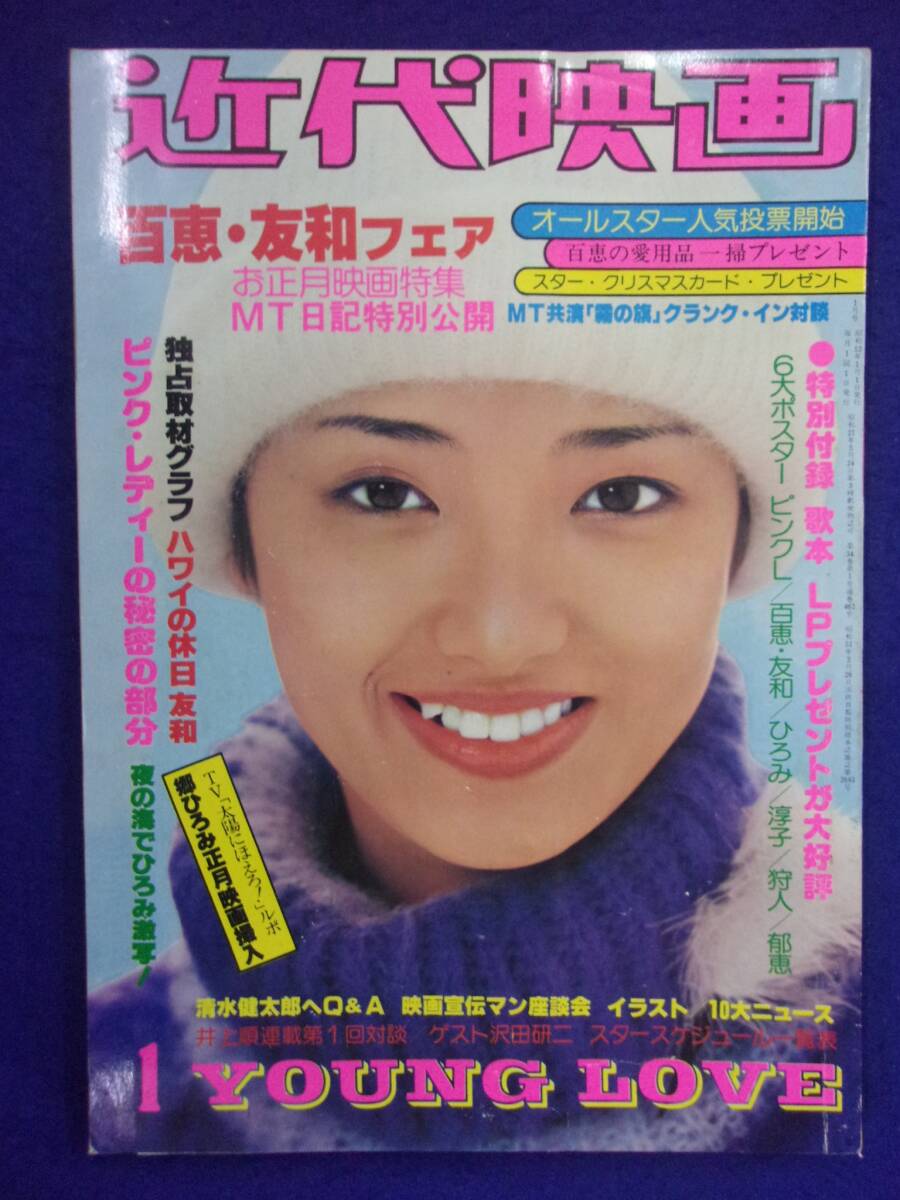 近代映画
百恵・友和フェア
お正月映画特集
MT日記特別公開
オールスター人気投票開始
百恵の愛用品一掃プレゼント
スター・クリスマスカード・プレゼント
MT共演「霧の旗」クランク・イン対談
●特別付録 歌本 LPプレゼントが大好評
6大ポスター ピンクL/百恵・友和/ひろみ/淳子/狩人/郁恵
独占取材グラフ ハワイの休日 友和
ピンク・レディーの秘密の部分
夜の海でひろみ激写!
TV「太陽にほえろ!」ルポ
郷ひろみ正月映画撮入
清水健太郎へQ&A 映画宣伝マン座談会 イラスト 10大ニュース
井上順連載第1回対談 ゲスト沢田研二 スタースケジュール一覧表
1 YOUNG LOVE